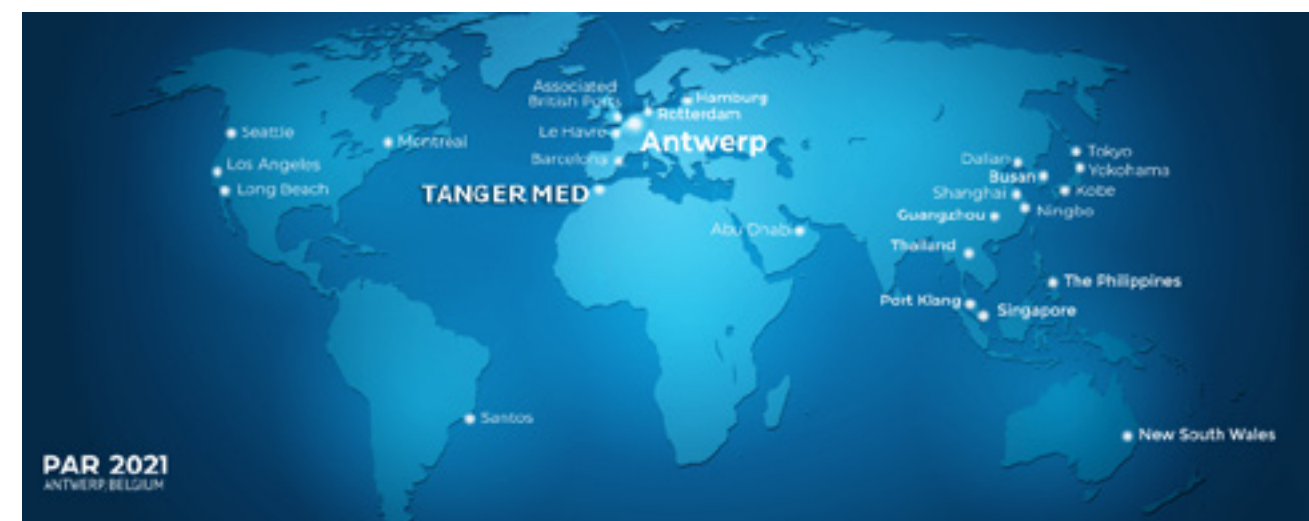 Associated
British Ports
Hamburg
Rotterdam
Seattle
Montréal
Le Havre
Antwerp
Los Angeles
Barcelona
Dalian
Tokyo
Long Beach
TANGER MED
Busan
Yokohama
Shanghai
Kobe
Guangzhou
Ningbo
Abu Dhabi
Thailand
The Philippines
Port Klang
Singapore
Santos
New South Wales
PAR 2021
ANTWERP, BELGIUM